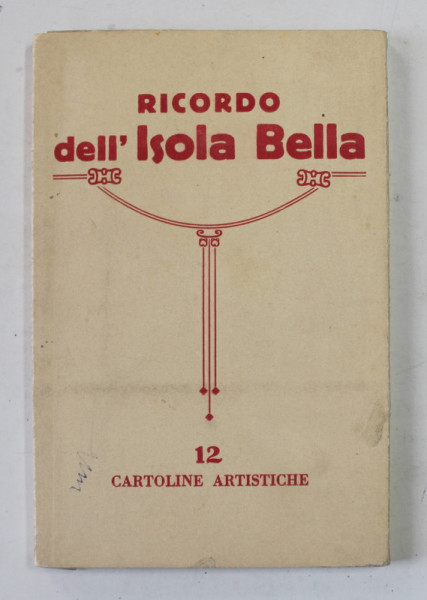 RICORDO
dell' Isola Bella
12
CARTOLINE ARTISTICHE